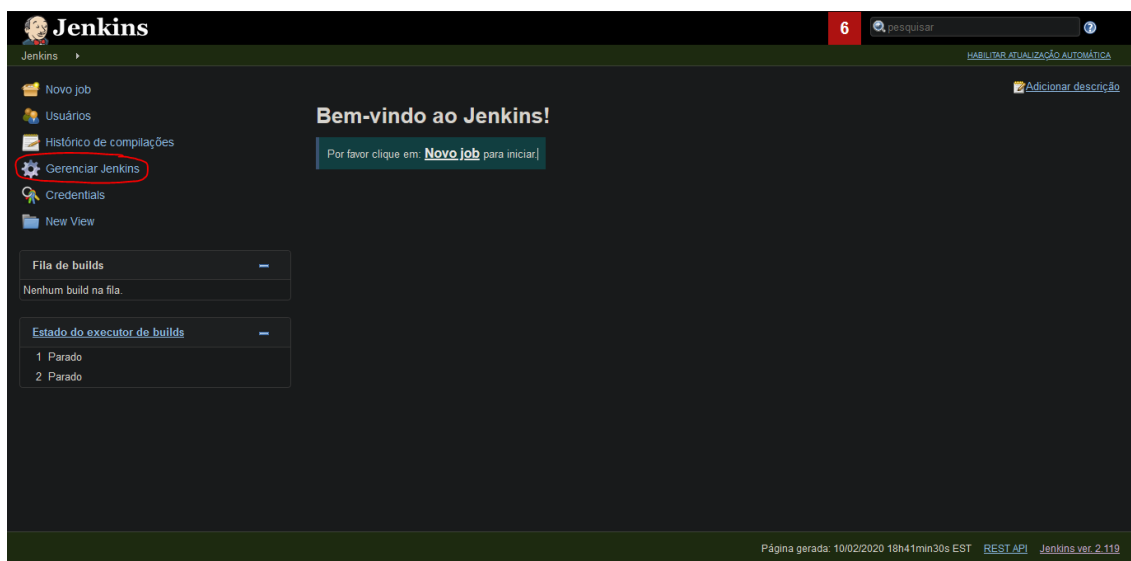 Jenkins
6
pesquisar
Jenkins
HABILITAR ATUALIZAÇÃO AUTOMÁTICA
Novo job
Usuários
Histórico de compilações
Gerenciar Jenkins
Credentials
New View
Adicionar descrição
Bem-vindo ao Jenkins!
Por favor clique em: Novo job para iniciar.
Fila de builds
Nenhum build na fila.
Estado do executor de builds
1 Parado
2 Parado
Página gerada: 10/02/2020 18h41min30s EST REST API Jenkins ver. 2.119